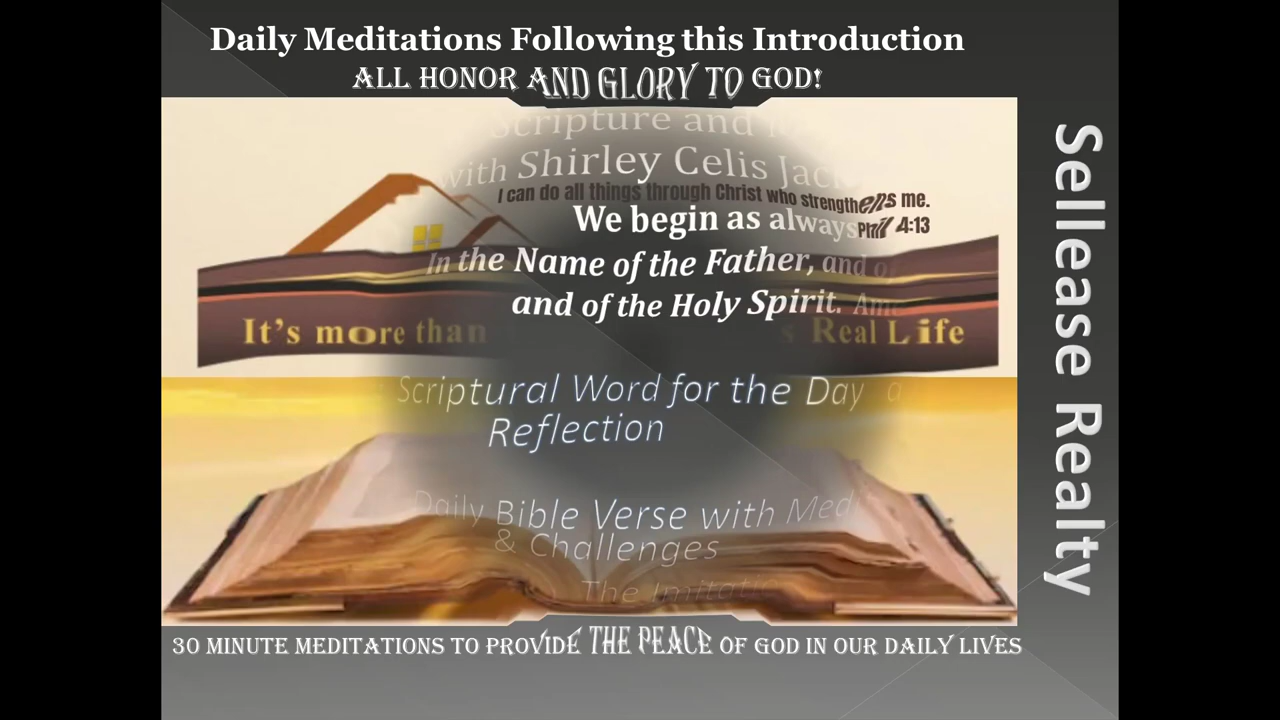 Daily Meditations Following this Introduction
ALL HONOR AND GLORY TO GOD!
Scripture and
with Shirley Celis
I can do all things through Christ who strengthens me.
Phil 4:13
We begin as always
In the Name of the Father, and
and of the Holy Spirit.
It's more than
Real Life
Scriptural Word for the Day
Reflection
Daily Bible Verse with
& Challenges
The
30 MINUTE MEDITATIONS TO PROVIDE THE PEACE OF GOD IN OUR DAILY LIVES
Sellease Realty